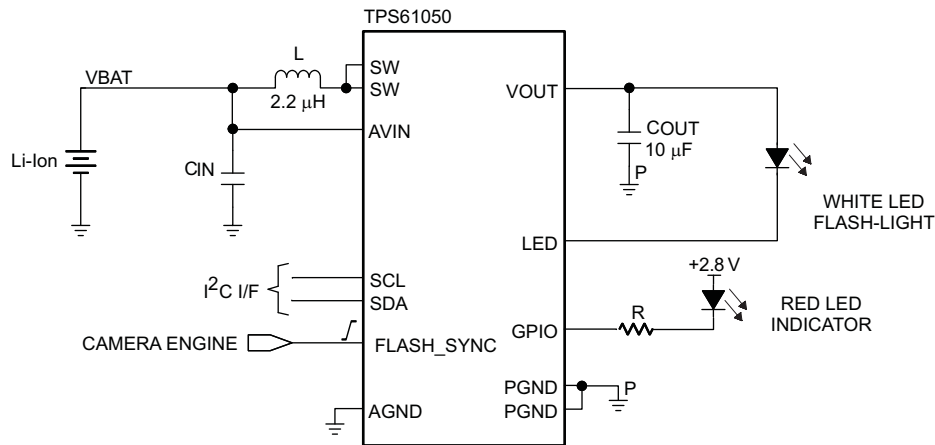 TPS61050
L
VBAT
2.2 μH
SW
SW
AVIN
Li-Ion
CIN
VOUT
COUT
10 μF
P
WHITE LED
FLASH-LIGHT
LED
+2.8 V
I²C I/F
SCL
SDA
R
GPIO
RED LED
INDICATOR
CAMERA ENGINE
FLASH_SYNC
PGND
PGND
P
AGND